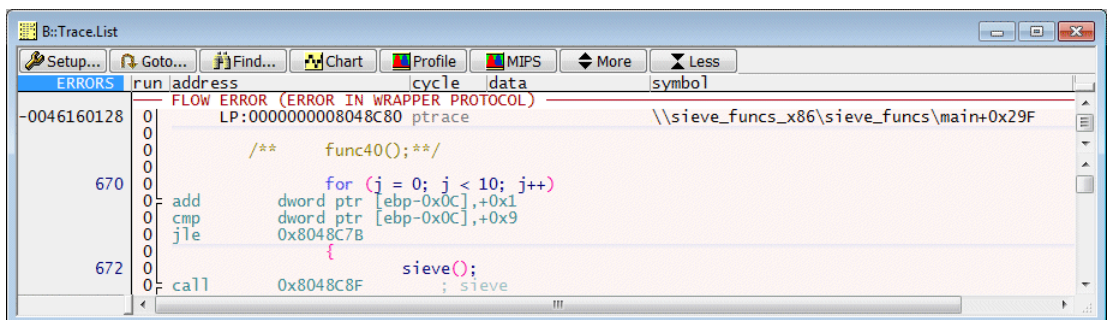 B::Trace.List
Setup... Goto... Find... Chart Profile MIPS More Less
ERRORS run address cycle data symbol
FLOW ERROR (ERROR IN WRAPPER PROTOCOL)
-0046160128 0 LP:0000000008048C80 ptrace \\sieve_funcs_x86\sieve_funcs\main+0x29F
0
0 /** func40();**/
0
670 0 for (j = 0; j < 10; j++)
0 add dword ptr [ebp-0x0C],+0x1
0 cmp dword ptr [ebp-0x0C],+0x9
0 jle 0x8048C7B
0 {
672 0 sieve();
0 call 0x8048C8F ; sieve